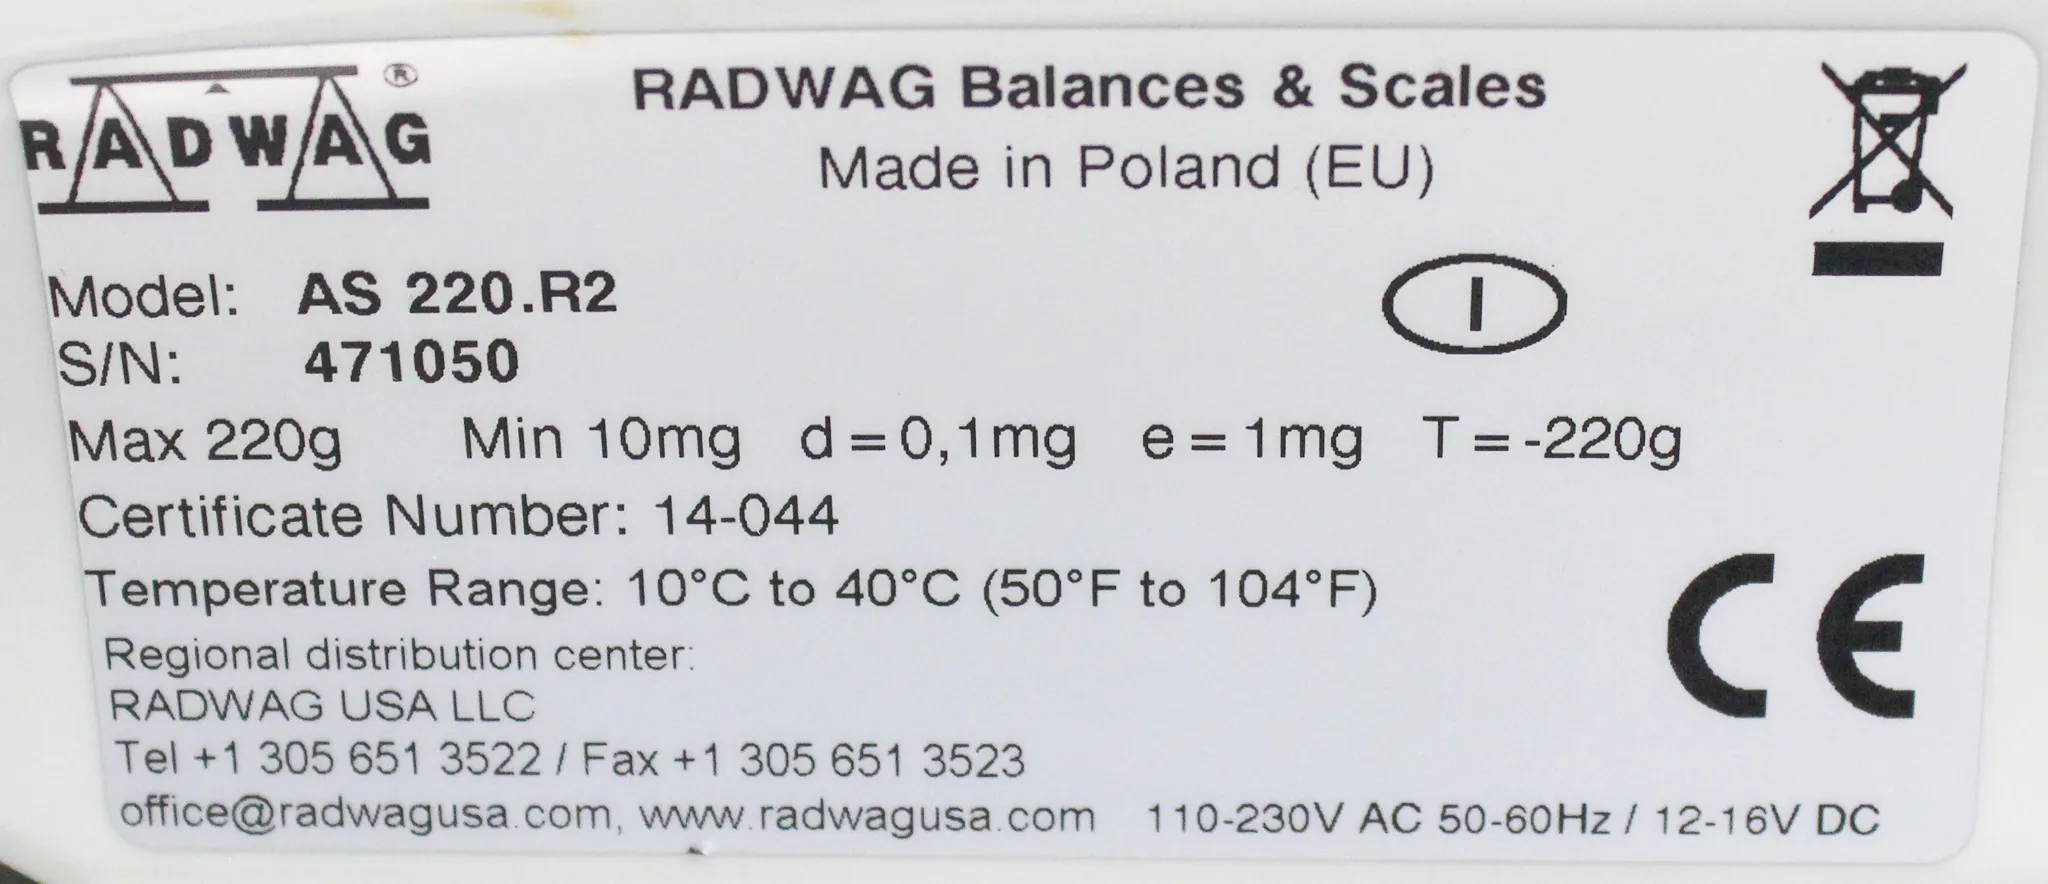 RADWAG®
RADWAG Balances & Scales
Made in Poland (EU)
Model: AS 220.R2
I
S/N: 471050
Max 220g Min 10mg d=0,1mg e=1mg T=-220g
Certificate Number: 14-044
Temperature Range: 10°C to 40°C (50°F to 104°F)
CE
Regional distribution center:
RADWAG USA LLC
Tel +1 305 651 3522 / Fax +1 305 651 3523
office@radwagusa.com, www.radwagusa.com 110-230V AC 50-60Hz / 12-16V DC